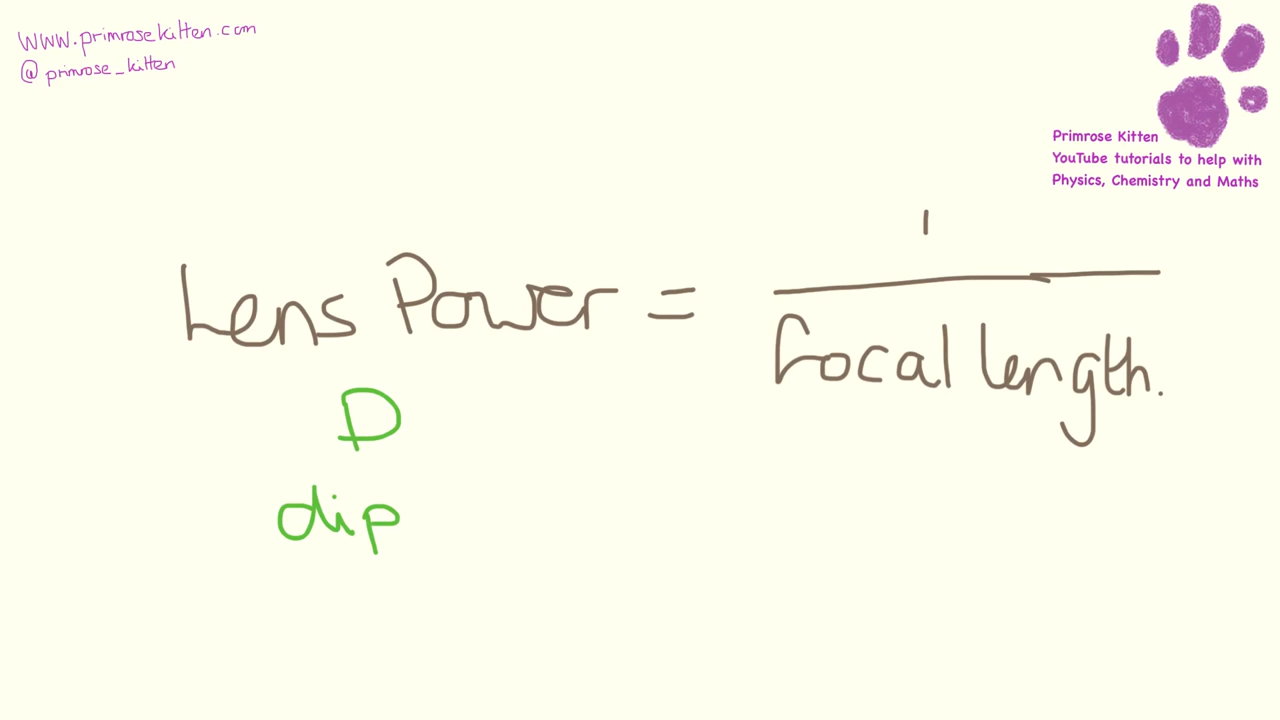 www.primrosekitten.com
@primrose_kitten
Primrose Kitten
YouTube tutorials to help with
Physics, Chemistry and Maths
1
Lens Power =
focal length.
D
dip